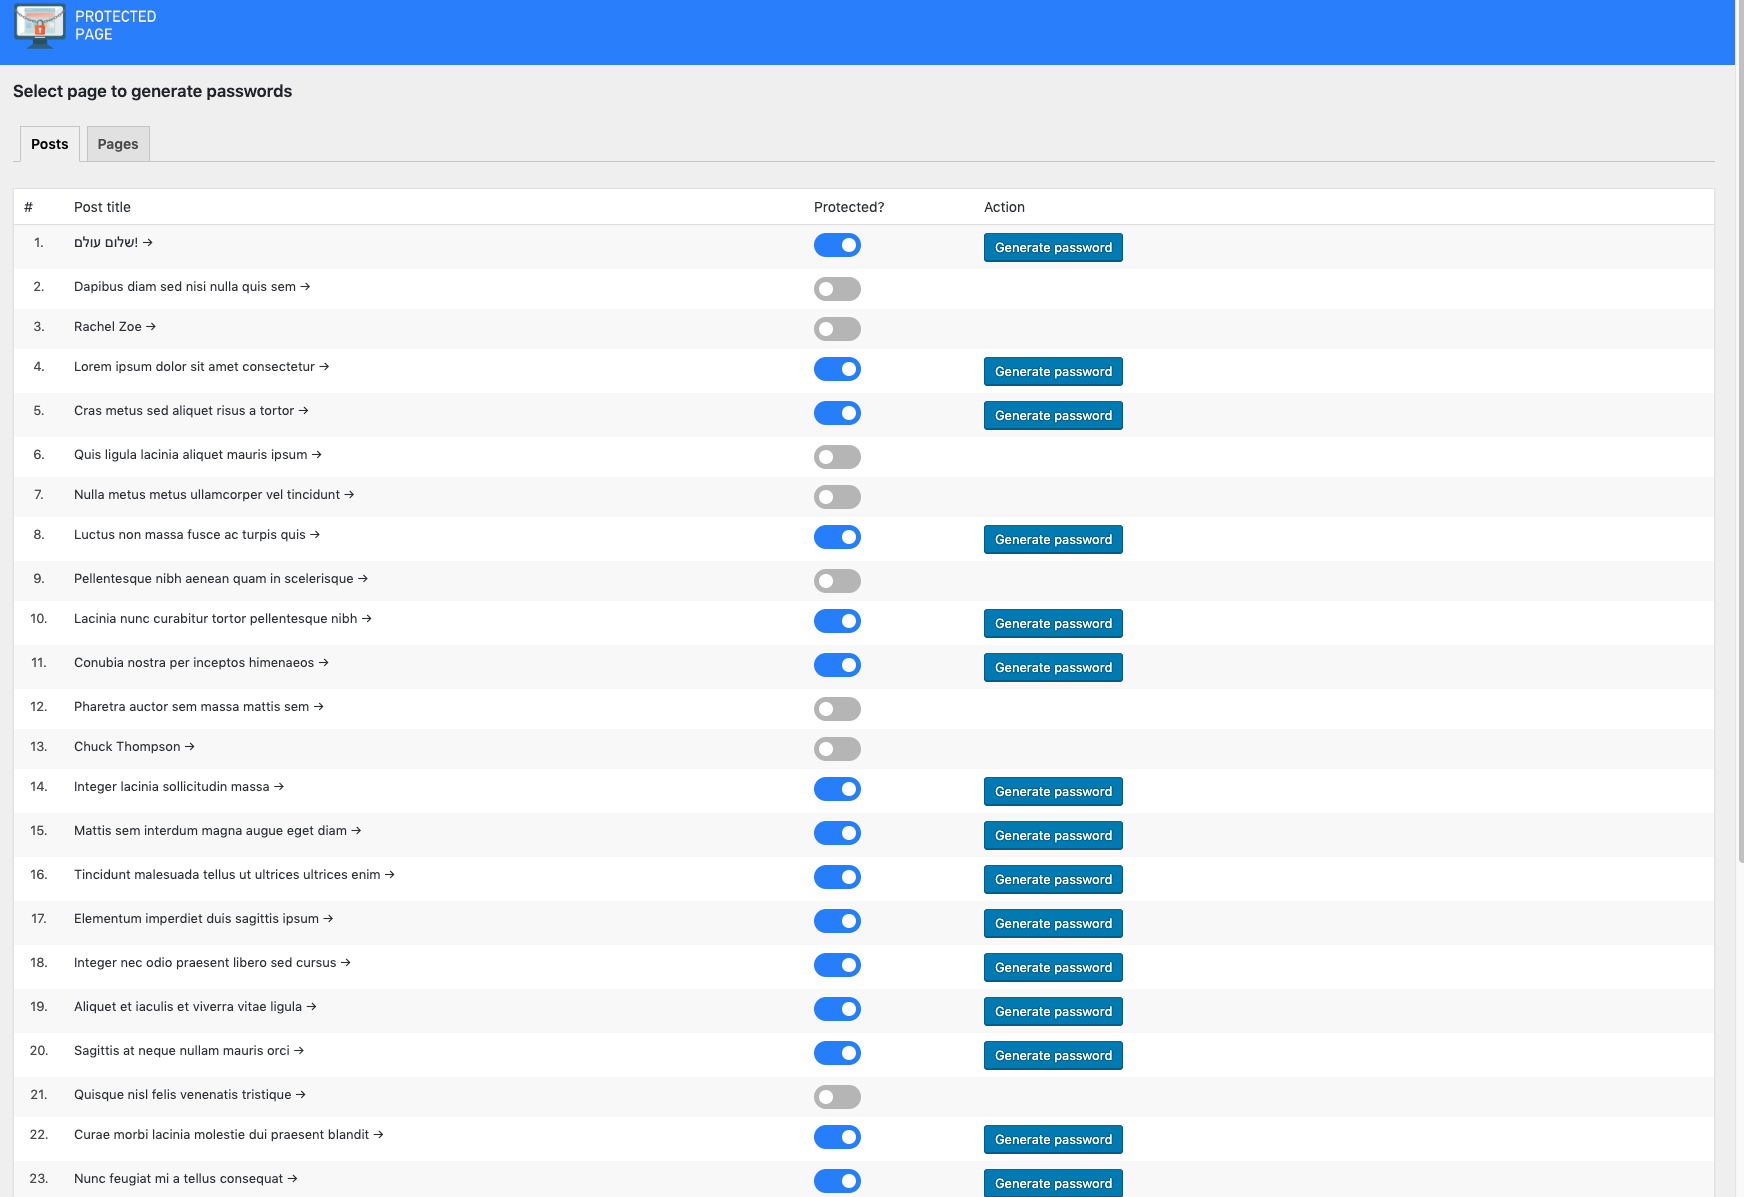 PROTECTED
PAGE
Select page to generate passwords
Posts Pages
# Post title Protected? Action
1. שלום עולם! → Generate password
2. Dapibus diam sed nisi nulla quis sem →
3. Rachel Zoe →
4. Lorem ipsum dolor sit amet consectetur → Generate password
5. Cras metus sed aliquet risus a tortor → Generate password
6. Quis ligula lacinia aliquet mauris ipsum →
7. Nulla metus metus ullamcorper vel tincidunt →
8. Luctus non massa fusce ac turpis quis → Generate password
9. Pellentesque nibh aenean quam in scelerisque →
10. Lacinia nunc curabitur tortor pellentesque nibh → Generate password
11. Conubia nostra per inceptos himenaeos → Generate password
12. Pharetra auctor sem massa mattis sem →
13. Chuck Thompson →
14. Integer lacinia sollicitudin massa → Generate password
15. Mattis sem interdum magna augue eget diam → Generate password
16. Tincidunt malesuada tellus ut ultrices ultrices enim → Generate password
17. Elementum imperdiet duis sagittis ipsum → Generate password
18. Integer nec odio praesent libero sed cursus → Generate password
19. Aliquet et iaculis et viverra vitae ligula → Generate password
20. Sagittis at neque nullam mauris orci → Generate password
21. Quisque nisl felis venenatis tristique →
22. Curae morbi lacinia molestie dui praesent blandit → Generate password
23. Nunc feugiat mi a tellus consequat → Generate password